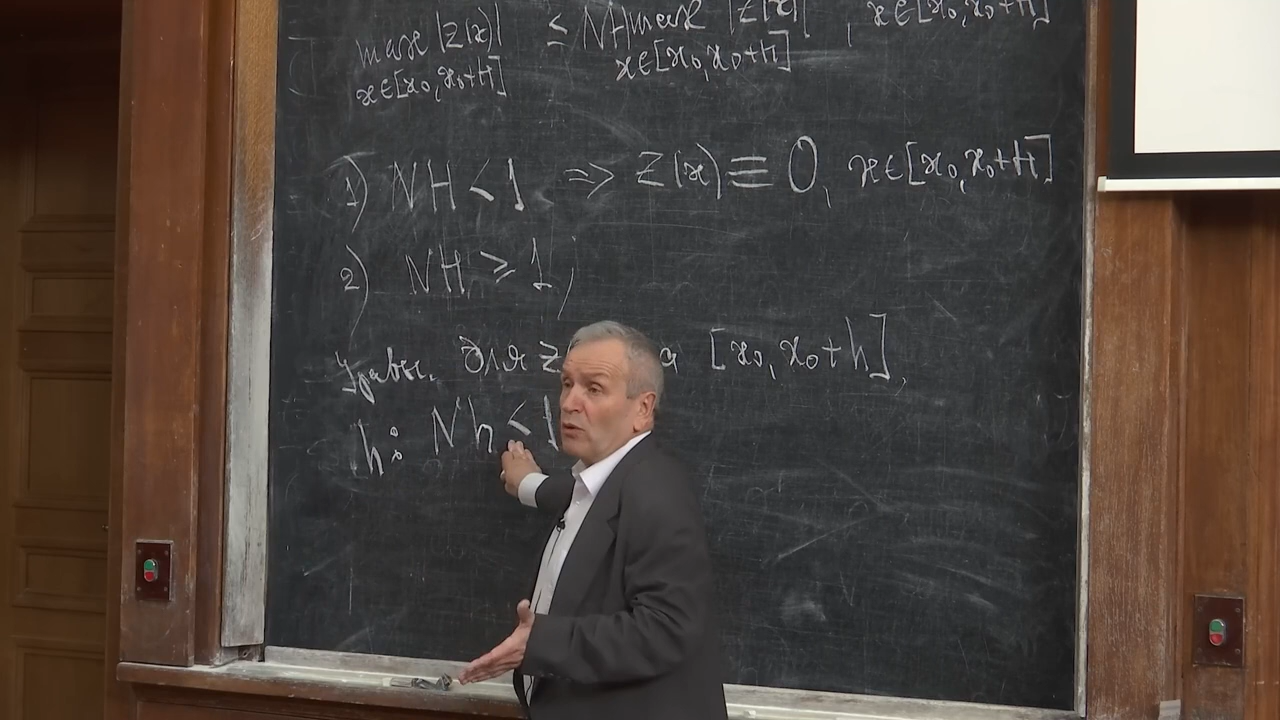 max |z(x)| ≤ NH max |z(x)| , x∈[x₀,x₀+H]
x∈[x₀,x₀+H] x∈[x₀,x₀+H]
1) NH < 1 ⇒ z(x) ≡ 0, x∈[x₀,x₀+H]
2) NH ≥ 1,
для z [x₀, x₀+h],
h: Nh < 1